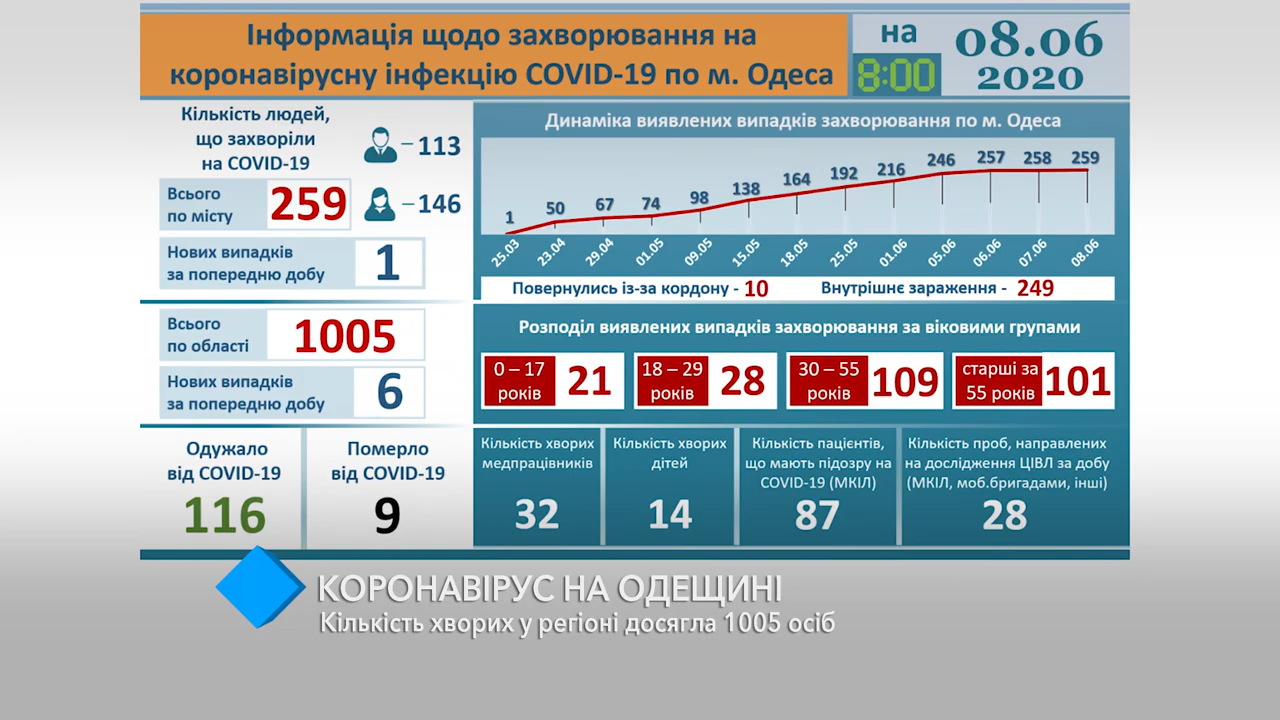 Інформація щодо захворювання на
коронавірусну інфекцію COVID-19 по м. Одеса
на
8:00
08.06
2020
Кількість людей,
що захворіли
на COVID-19
– 113
– 146
Всього
по місту
259
Нових випадків
за попередню добу
1
Всього
по області
1005
Нових випадків
за попередню добу
6
Одужало
від COVID-19
116
Померло
від COVID-19
9
Динаміка виявлених випадків захворювання по м. Одеса
1 50 67 74 98 138 164 192 216 246 257 258 259
25.03 23.04 29.04 01.05 09.05 15.05 18.05 25.05 01.06 05.06 06.06 07.06 08.06
Повернулись із-за кордону - 10 Внутрішнє зараження - 249
Розподіл виявлених випадків захворювання за віковими групами
0 – 17
років
21
18 – 29
років
28
30 – 55
років
109
старші за
55 років
101
Кількість хворих
медпрацівників
32
Кількість хворих
дітей
14
Кількість пацієнтів,
що мають підозру на
COVID-19 (МКІЛ)
87
Кількість проб, направлених
на дослідження ЦІВЛ за добу
(МКІЛ, моб.бригадами, інші)
28
КОРОНАВІРУС НА ОДЕЩИНІ
Кількість хворих у регіоні досягла 1005 осіб